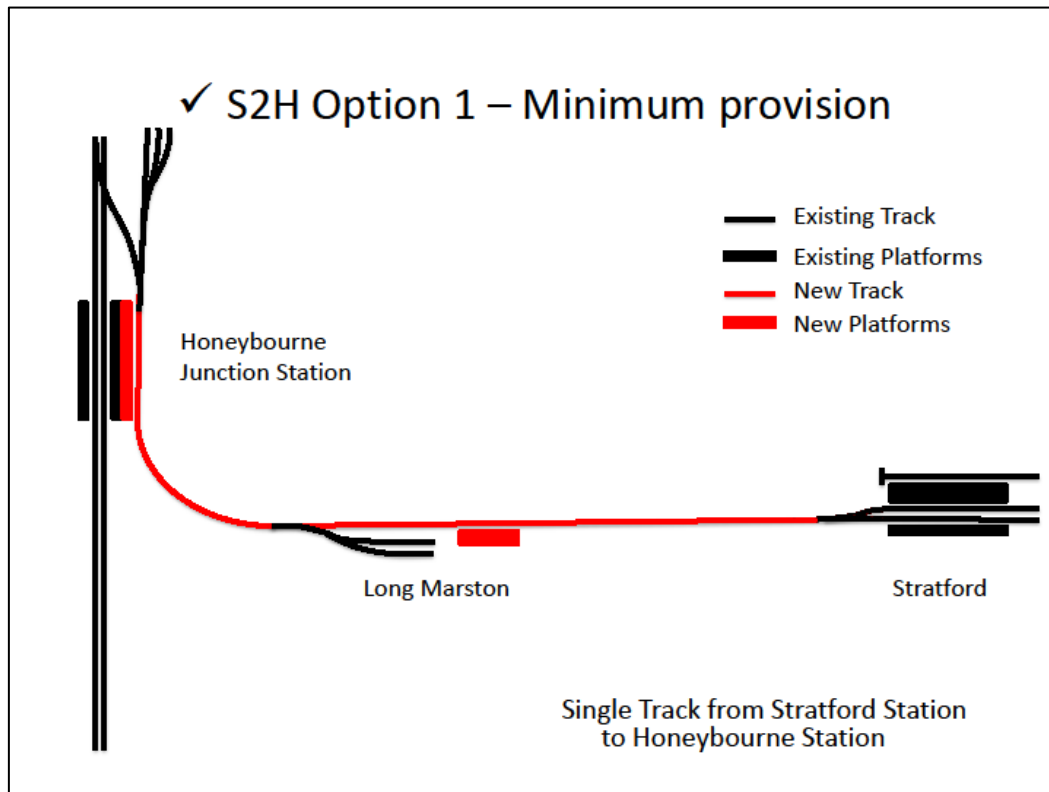 ✓ S2H Option 1 – Minimum provision
Existing Track
Existing Platforms
New Track
New Platforms
Honeybourne
Junction Station
Long Marston
Stratford
Single Track from Stratford Station
to Honeybourne Station